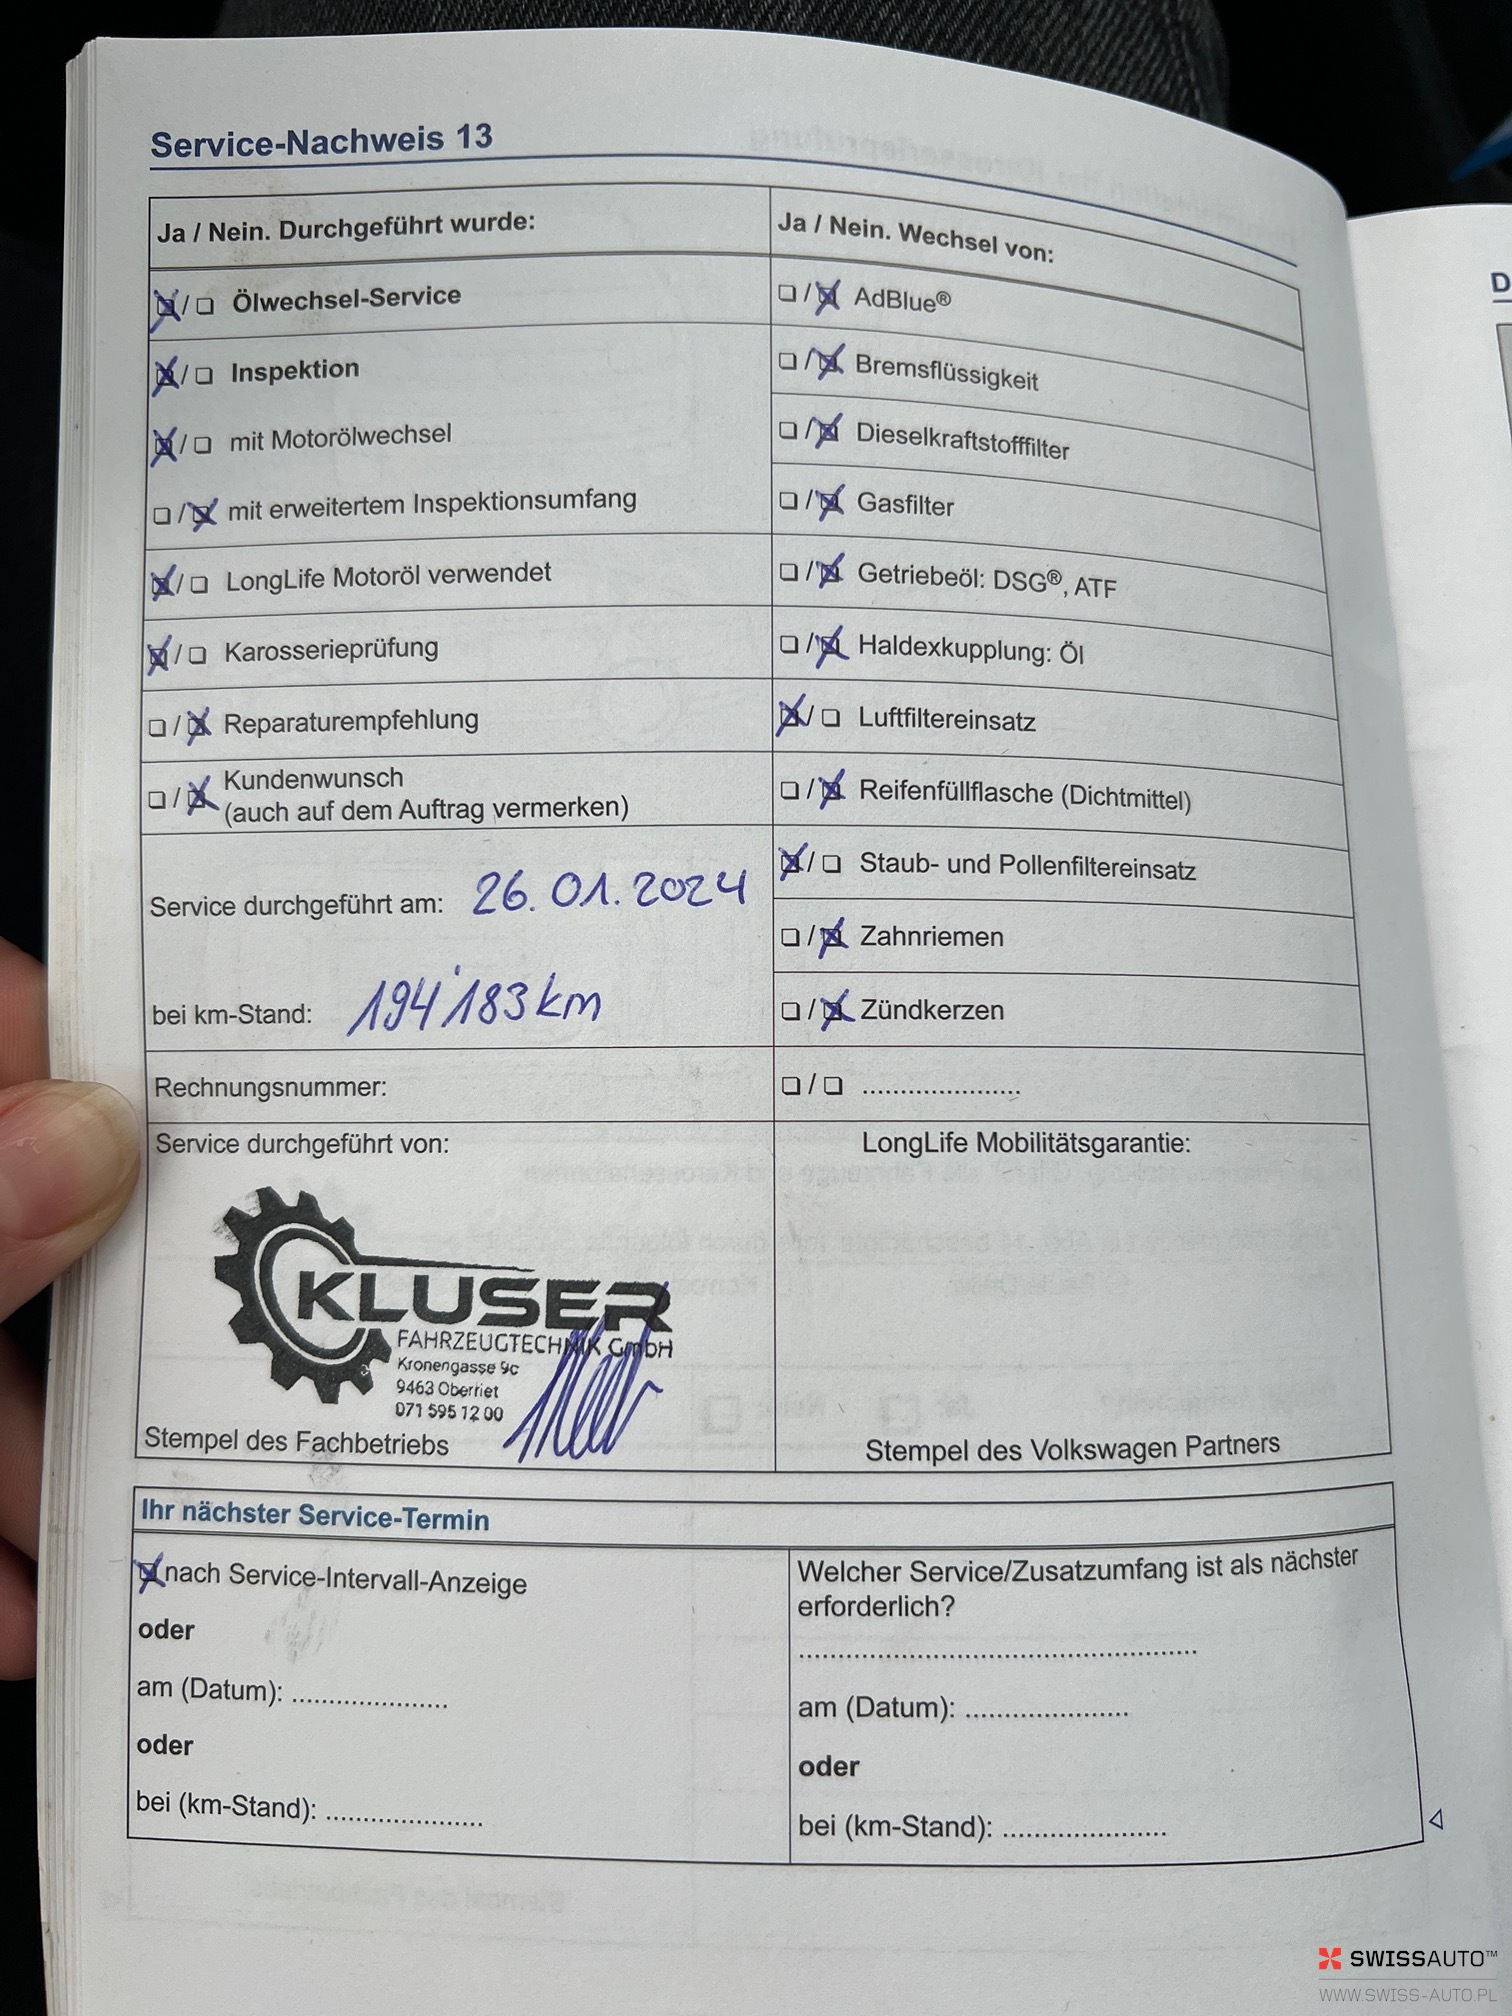 Service-Nachweis 13
Ja / Nein. Durchgeführt wurde:
Ölwechsel-Service
Inspektion
mit Motorölwechsel
mit erweitertem Inspektionsumfang
LongLife Motoröl verwendet
Karosserieprüfung
Reparaturempfehlung
Kundenwunsch
(auch auf dem Auftrag vermerken)
Service durchgeführt am: 26.01.2024
bei km-Stand: 194'183 km
Rechnungsnummer:
Service durchgeführt von:
KLUSER
FAHRZEUGTECHNIK GmbH
Kronengasse 9c
9463 Oberriet
071 595 12 00
Stempel des Fachbetriebs
Ja / Nein. Wechsel von:
AdBlue®
Bremsflüssigkeit
Dieselkraftstofffilter
Gasfilter
Getriebeöl: DSG®, ATF
Haldexkupplung: Öl
Luftfiltereinsatz
Reifenfüllflasche (Dichtmittel)
Staub- und Pollenfiltereinsatz
Zahnriemen
Zündkerzen
/ .....................
LongLife Mobilitätsgarantie:
Stempel des Volkswagen Partners
Ihr nächster Service-Termin
nach Service-Intervall-Anzeige
oder
am (Datum): .....................
oder
bei (km-Stand): .....................
Welcher Service/Zusatzumfang ist als nächster
erforderlich?
.....................................................
am (Datum): .....................
oder
bei (km-Stand): .....................
D
SWISSAUTO™
WWW.SWISS-AUTO.PL